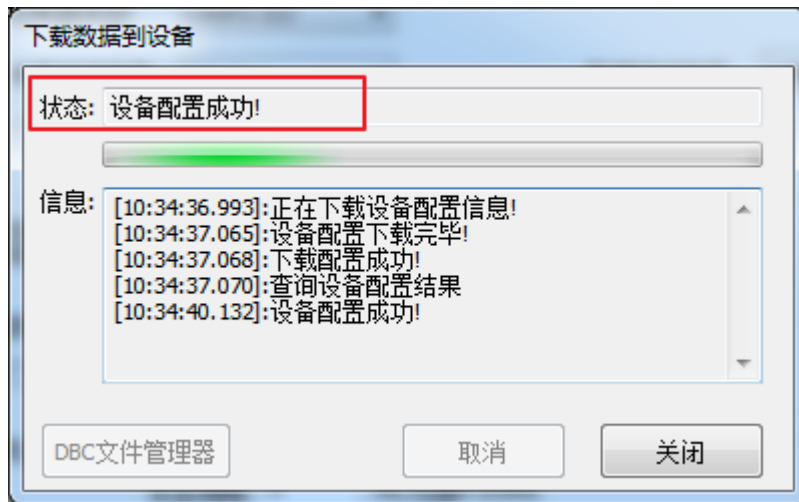 下载数据到设备
状态: 设备配置成功!
信息:
[10:34:36.993]:正在下载设备配置信息!
[10:34:37.065]:设备配置下载完毕!
[10:34:37.068]:下载配置成功!
[10:34:37.070]:查询设备配置结果
[10:34:40.132]:设备配置成功!
DBC文件管理器 取消 关闭